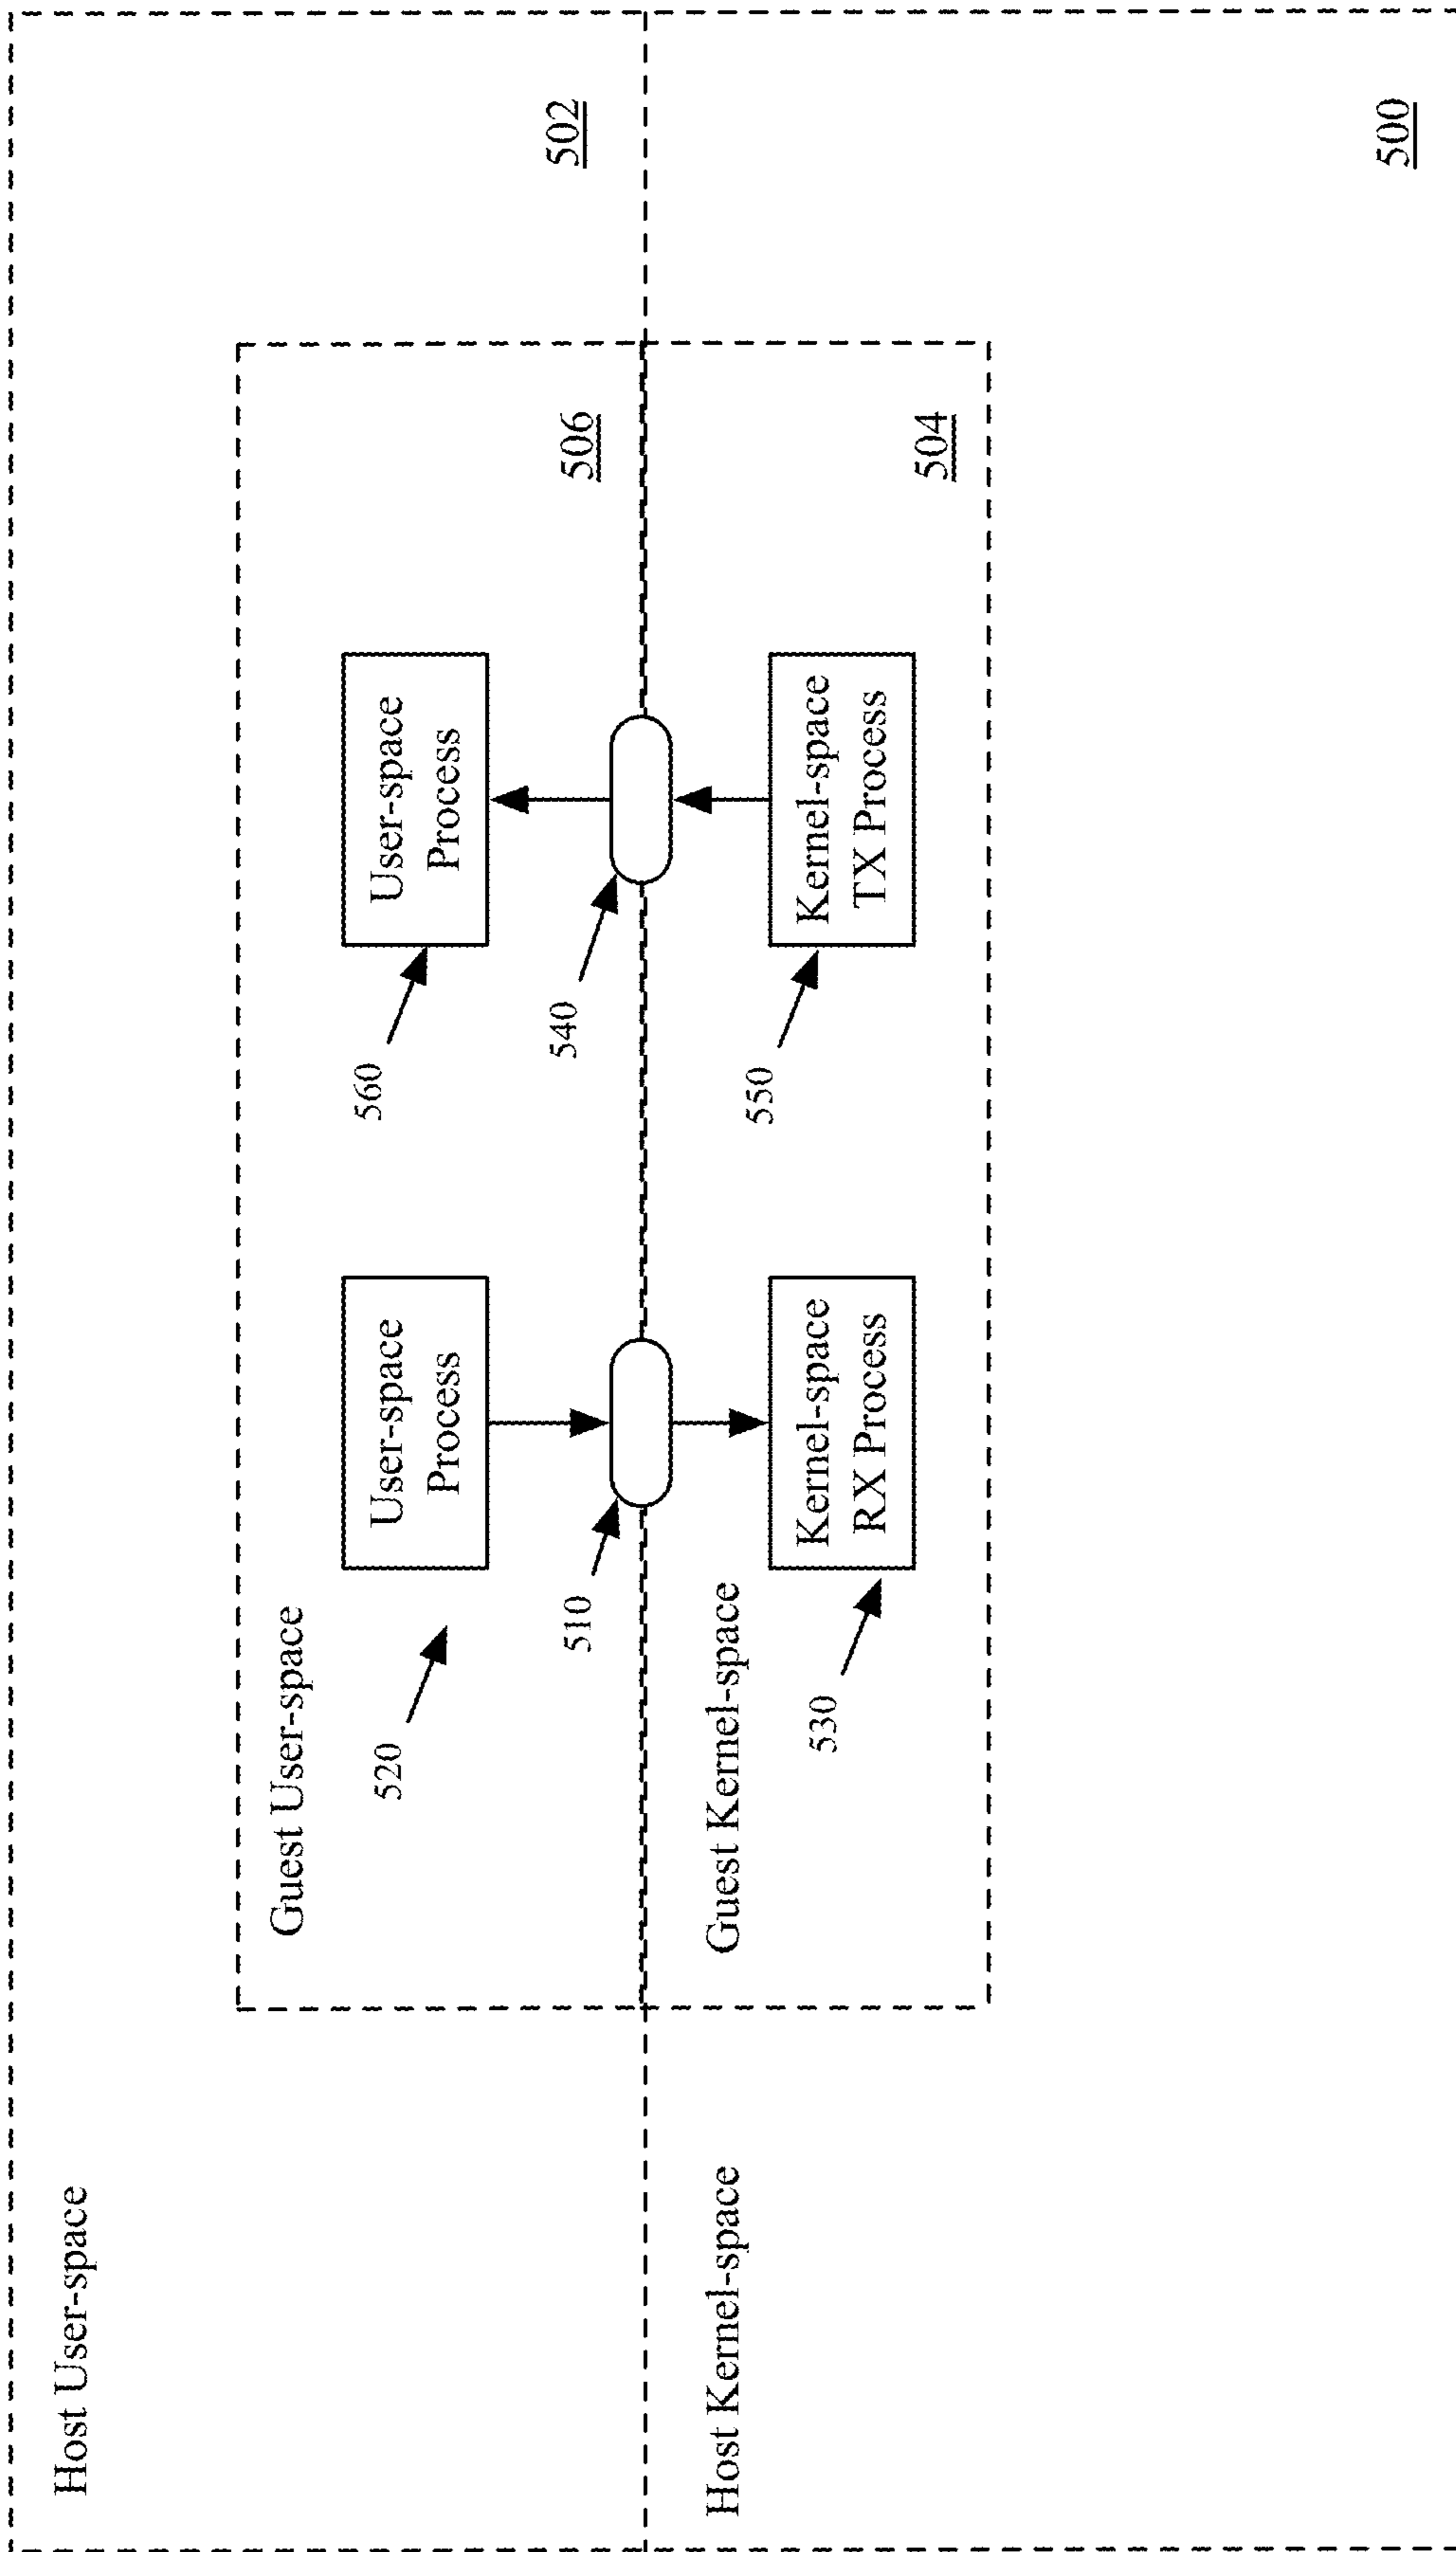 Host User-space
502
Guest User-space
506
User-space
Process
User-space
Process
520
560
510
540
Host Kernel-space
Guest Kernel-space
504
Kernel-space
RX Process
Kernel-space
TX Process
530
550
500